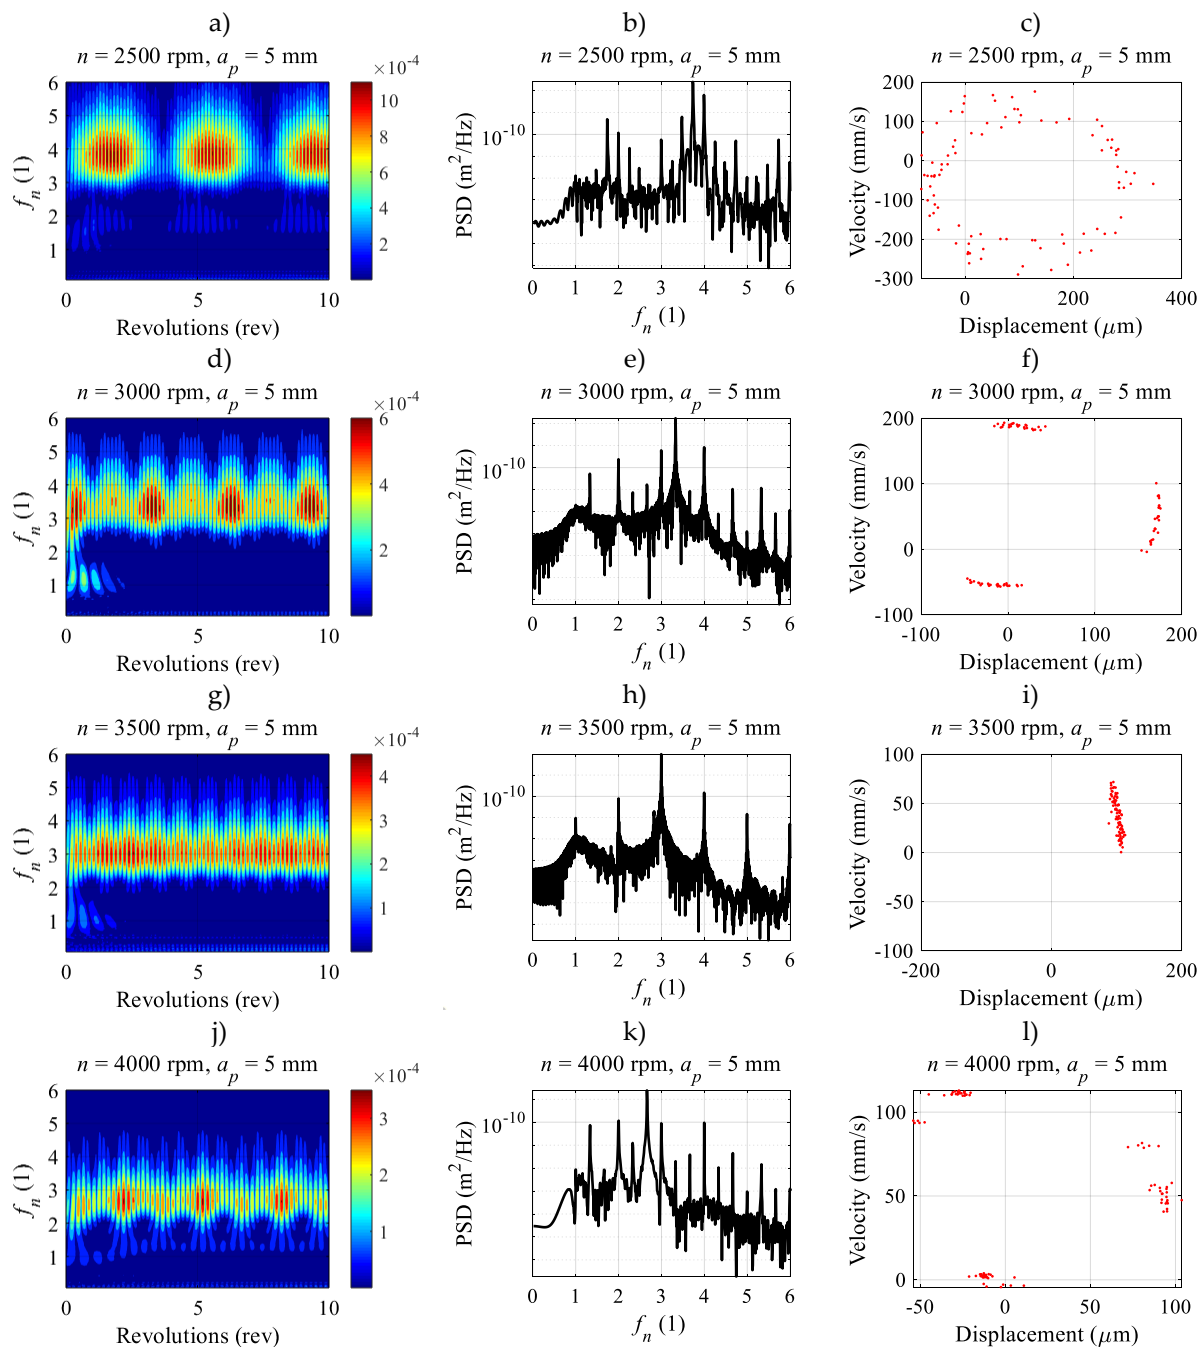 a) b) c)
n = 2500 rpm, a_p = 5 mm n = 2500 rpm, a_p = 5 mm n = 2500 rpm, a_p = 5 mm
f_n (1)
6
5
4
3
2
1
0 5 10
Revolutions (rev)
×10^-4
10
8
6
4
2
PSD (m²/Hz)
10^-10
0 1 2 3 4 5 6
f_n (1)
Velocity (mm/s)
200
100
0
-100
-200
-300
0 200 400
Displacement (μm)
d) e) f)
n = 3000 rpm, a_p = 5 mm n = 3000 rpm, a_p = 5 mm n = 3000 rpm, a_p = 5 mm
f_n (1)
6
5
4
3
2
1
0 5 10
Revolutions (rev)
×10^-4
6
4
2
PSD (m²/Hz)
10^-10
0 1 2 3 4 5 6
f_n (1)
Velocity (mm/s)
200
100
0
-100
-100 0 100 200
Displacement (μm)
g) h) i)
n = 3500 rpm, a_p = 5 mm n = 3500 rpm, a_p = 5 mm n = 3500 rpm, a_p = 5 mm
f_n (1)
6
5
4
3
2
1
0 5 10
Revolutions (rev)
×10^-4
4
3
2
1
PSD (m²/Hz)
10^-10
0 1 2 3 4 5 6
f_n (1)
Velocity (mm/s)
100
50
0
-50
-100
-200 0 200
Displacement (μm)
j) k) l)
n = 4000 rpm, a_p = 5 mm n = 4000 rpm, a_p = 5 mm n = 4000 rpm, a_p = 5 mm
f_n (1)
6
5
4
3
2
1
0 5 10
Revolutions (rev)
×10^-4
3
2
1
PSD (m²/Hz)
10^-10
0 1 2 3 4 5 6
f_n (1)
Velocity (mm/s)
100
50
0
-50 0 50 100
Displacement (μm)